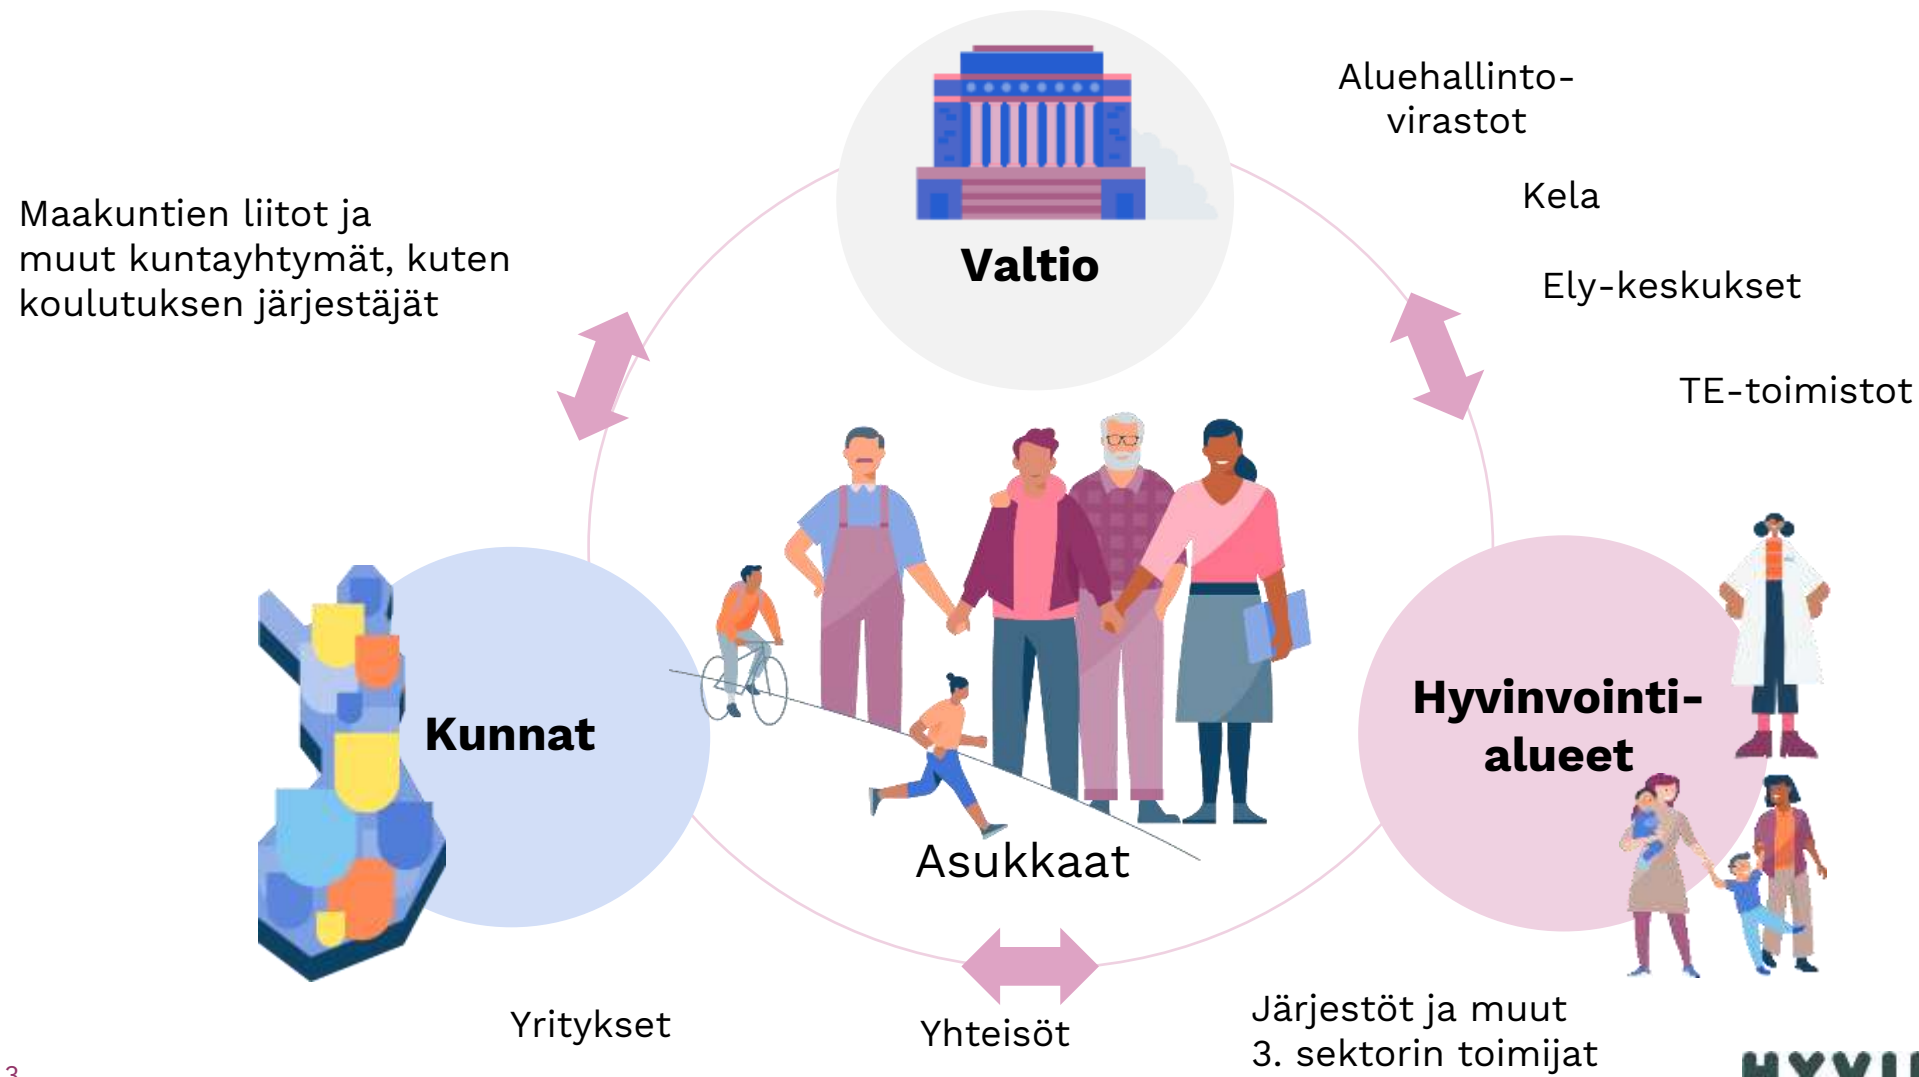 Aluehallinto-
virastot
Kela
Maakuntien liitot ja
muut kuntayhtymät, kuten
koulutuksen järjestäjät
Valtio
Ely-keskukset
TE-toimistot
Kunnat
Hyvinvointi-
alueet
Asukkaat
Yritykset
Yhteisöt
Järjestöt ja muut
3. sektorin toimijat
3